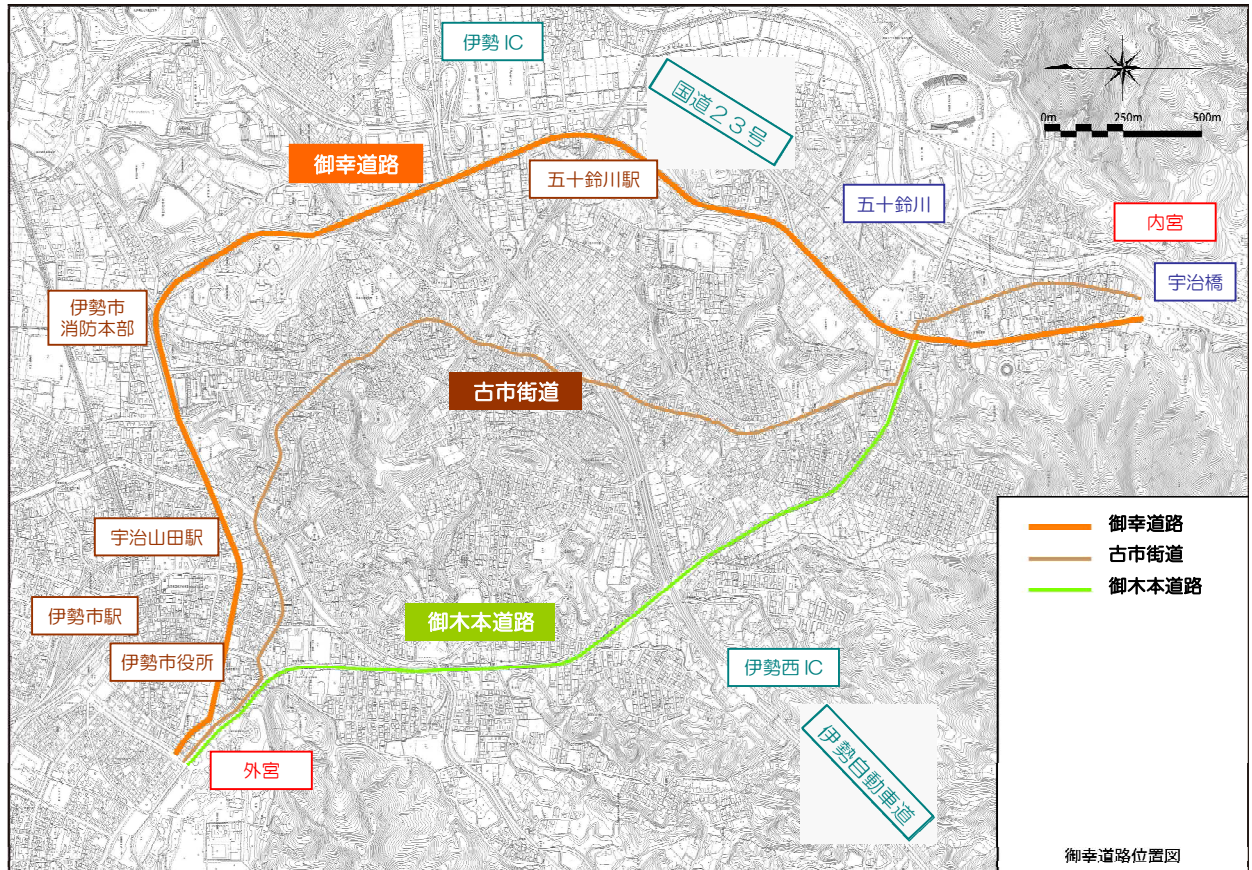 伊勢 IC
国道23号
0m 250m 500m
御幸道路
五十鈴川駅
五十鈴川
内宮
宇治橋
伊勢市
消防本部
古市街道
宇治山田駅
御幸道路
古市街道
御木本道路
伊勢市駅
御木本道路
伊勢市役所
伊勢西 IC
外宮
伊勢自動車道
御幸道路位置図